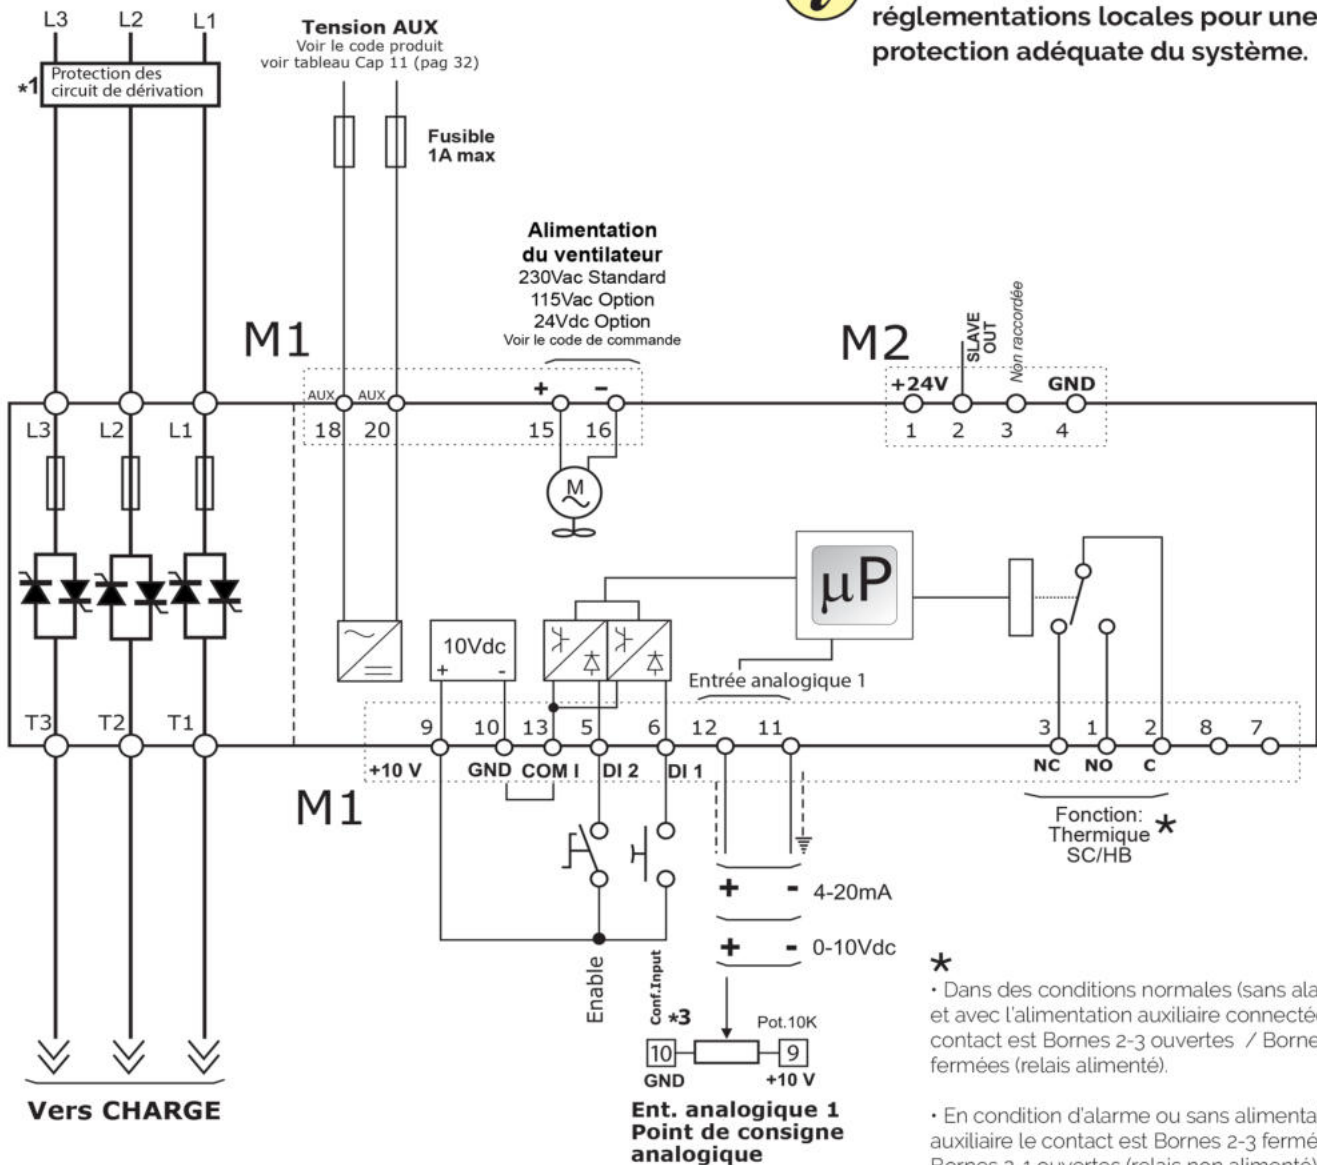 réglementations locales pour une
protection adéquate du système.
L3 L2 L1
*1 Protection des
circuit de dérivation
Tension AUX
Voir le code produit
voir tableau Cap 11 (pag 32)
Fusible
1A max
Alimentation
du ventilateur
230Vac Standard
115Vac Option
24Vdc Option
Voir le code de commande
M1
M2
SLAVE
OUT
Non raccordée
+24V GND
AUX AUX + -
L3 L2 L1 18 20 15 16 1 2 3 4
M
µP
10Vdc
+ -
Entrée analogique 1
T3 T2 T1 9 10 13 5 6 12 11 3 1 2 8 7
+10 V GND COM I DI 2 DI 1 NC NO C
M1
Fonction:
Thermique *
SC/HB
+ - 4-20mA
+ - 0-10Vdc
Enable
Conf.Input
*3
Pot.10K
10 9
GND +10 V
Ent. analogique 1
Point de consigne
analogique
Vers CHARGE
*
• Dans des conditions normales (sans ala
et avec l'alimentation auxiliaire connecté
contact est Bornes 2-3 ouvertes / Borne
fermées (relais alimenté).
• En condition d'alarme ou sans alimenta
auxiliaire le contact est Bornes 2-3 fermé
Bornes 2-1 ouvertes (relais non alimenté)